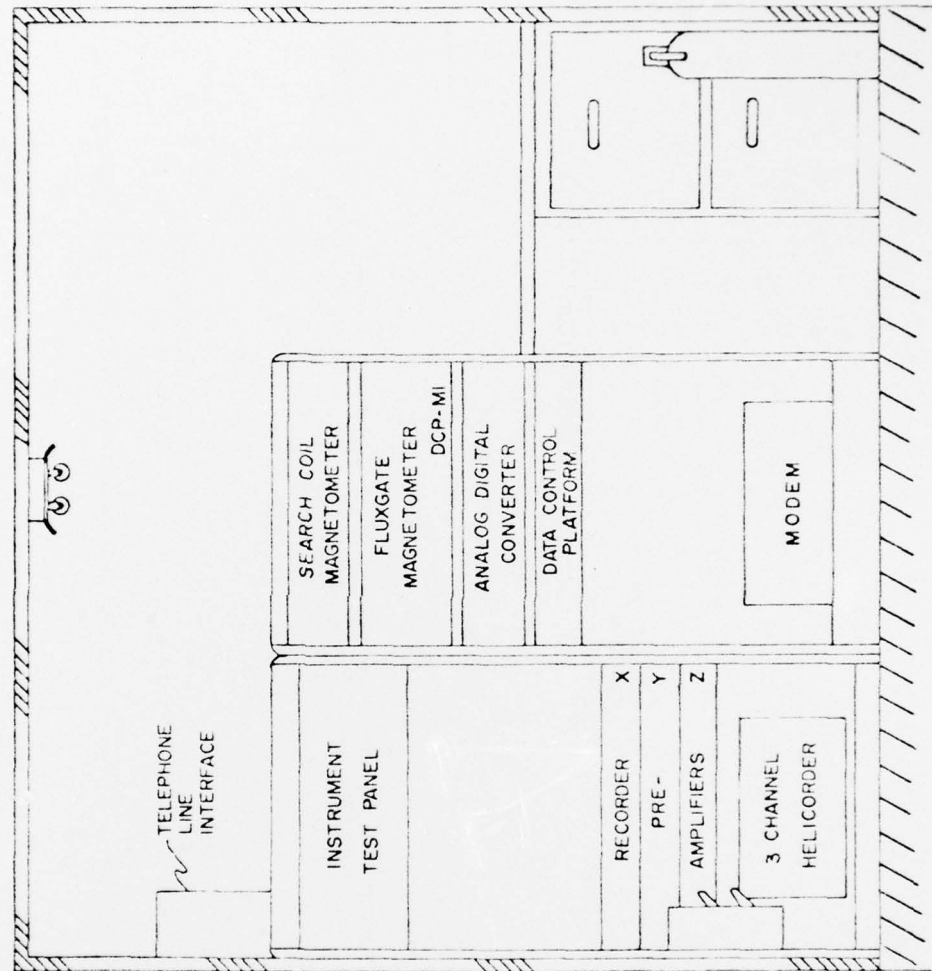 TELEPHONE
LINE
INTERFACE
INSTRUMENT
TEST PANEL
RECORDER X
PRE- Y
AMPLIFIERS Z
3 CHANNEL
HELICORDER
SEARCH COIL
MAGNETOMETER
FLUXGATE
MAGNETOMETER
DCP-MI
ANALOG DIGITAL
CONVERTER
DATA CONTROL
PLATFORM
MODEM